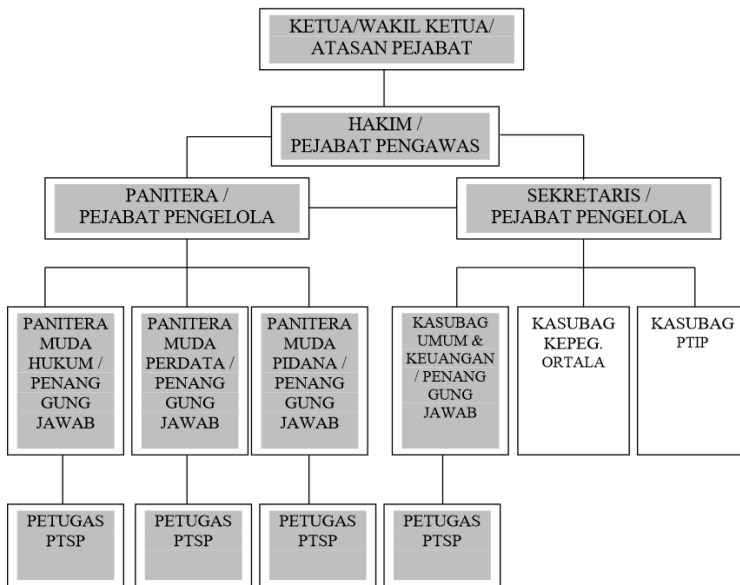 KETUA/WAKIL KETUA/
ATASAN PEJABAT
HAKIM /
PEJABAT PENGAWAS
PANITERA /
PEJABAT PENGELOLA
SEKRETARIS /
PEJABAT PENGELOLA
PANITERA
MUDA
HUKUM /
PENANG
GUNG
JAWAB
PANITERA
MUDA
PERDATA /
PENANG
GUNG
JAWAB
PANITERA
MUDA
PIDANA /
PENANG
GUNG
JAWAB
KASUBAG
UMUM &
KEUANGAN
/ PENANG
GUNG
JAWAB
KASUBAG
KEPEG.
ORTALA
KASUBAG
PTIP
PETUGAS
PTSP
PETUGAS
PTSP
PETUGAS
PTSP
PETUGAS
PTSP